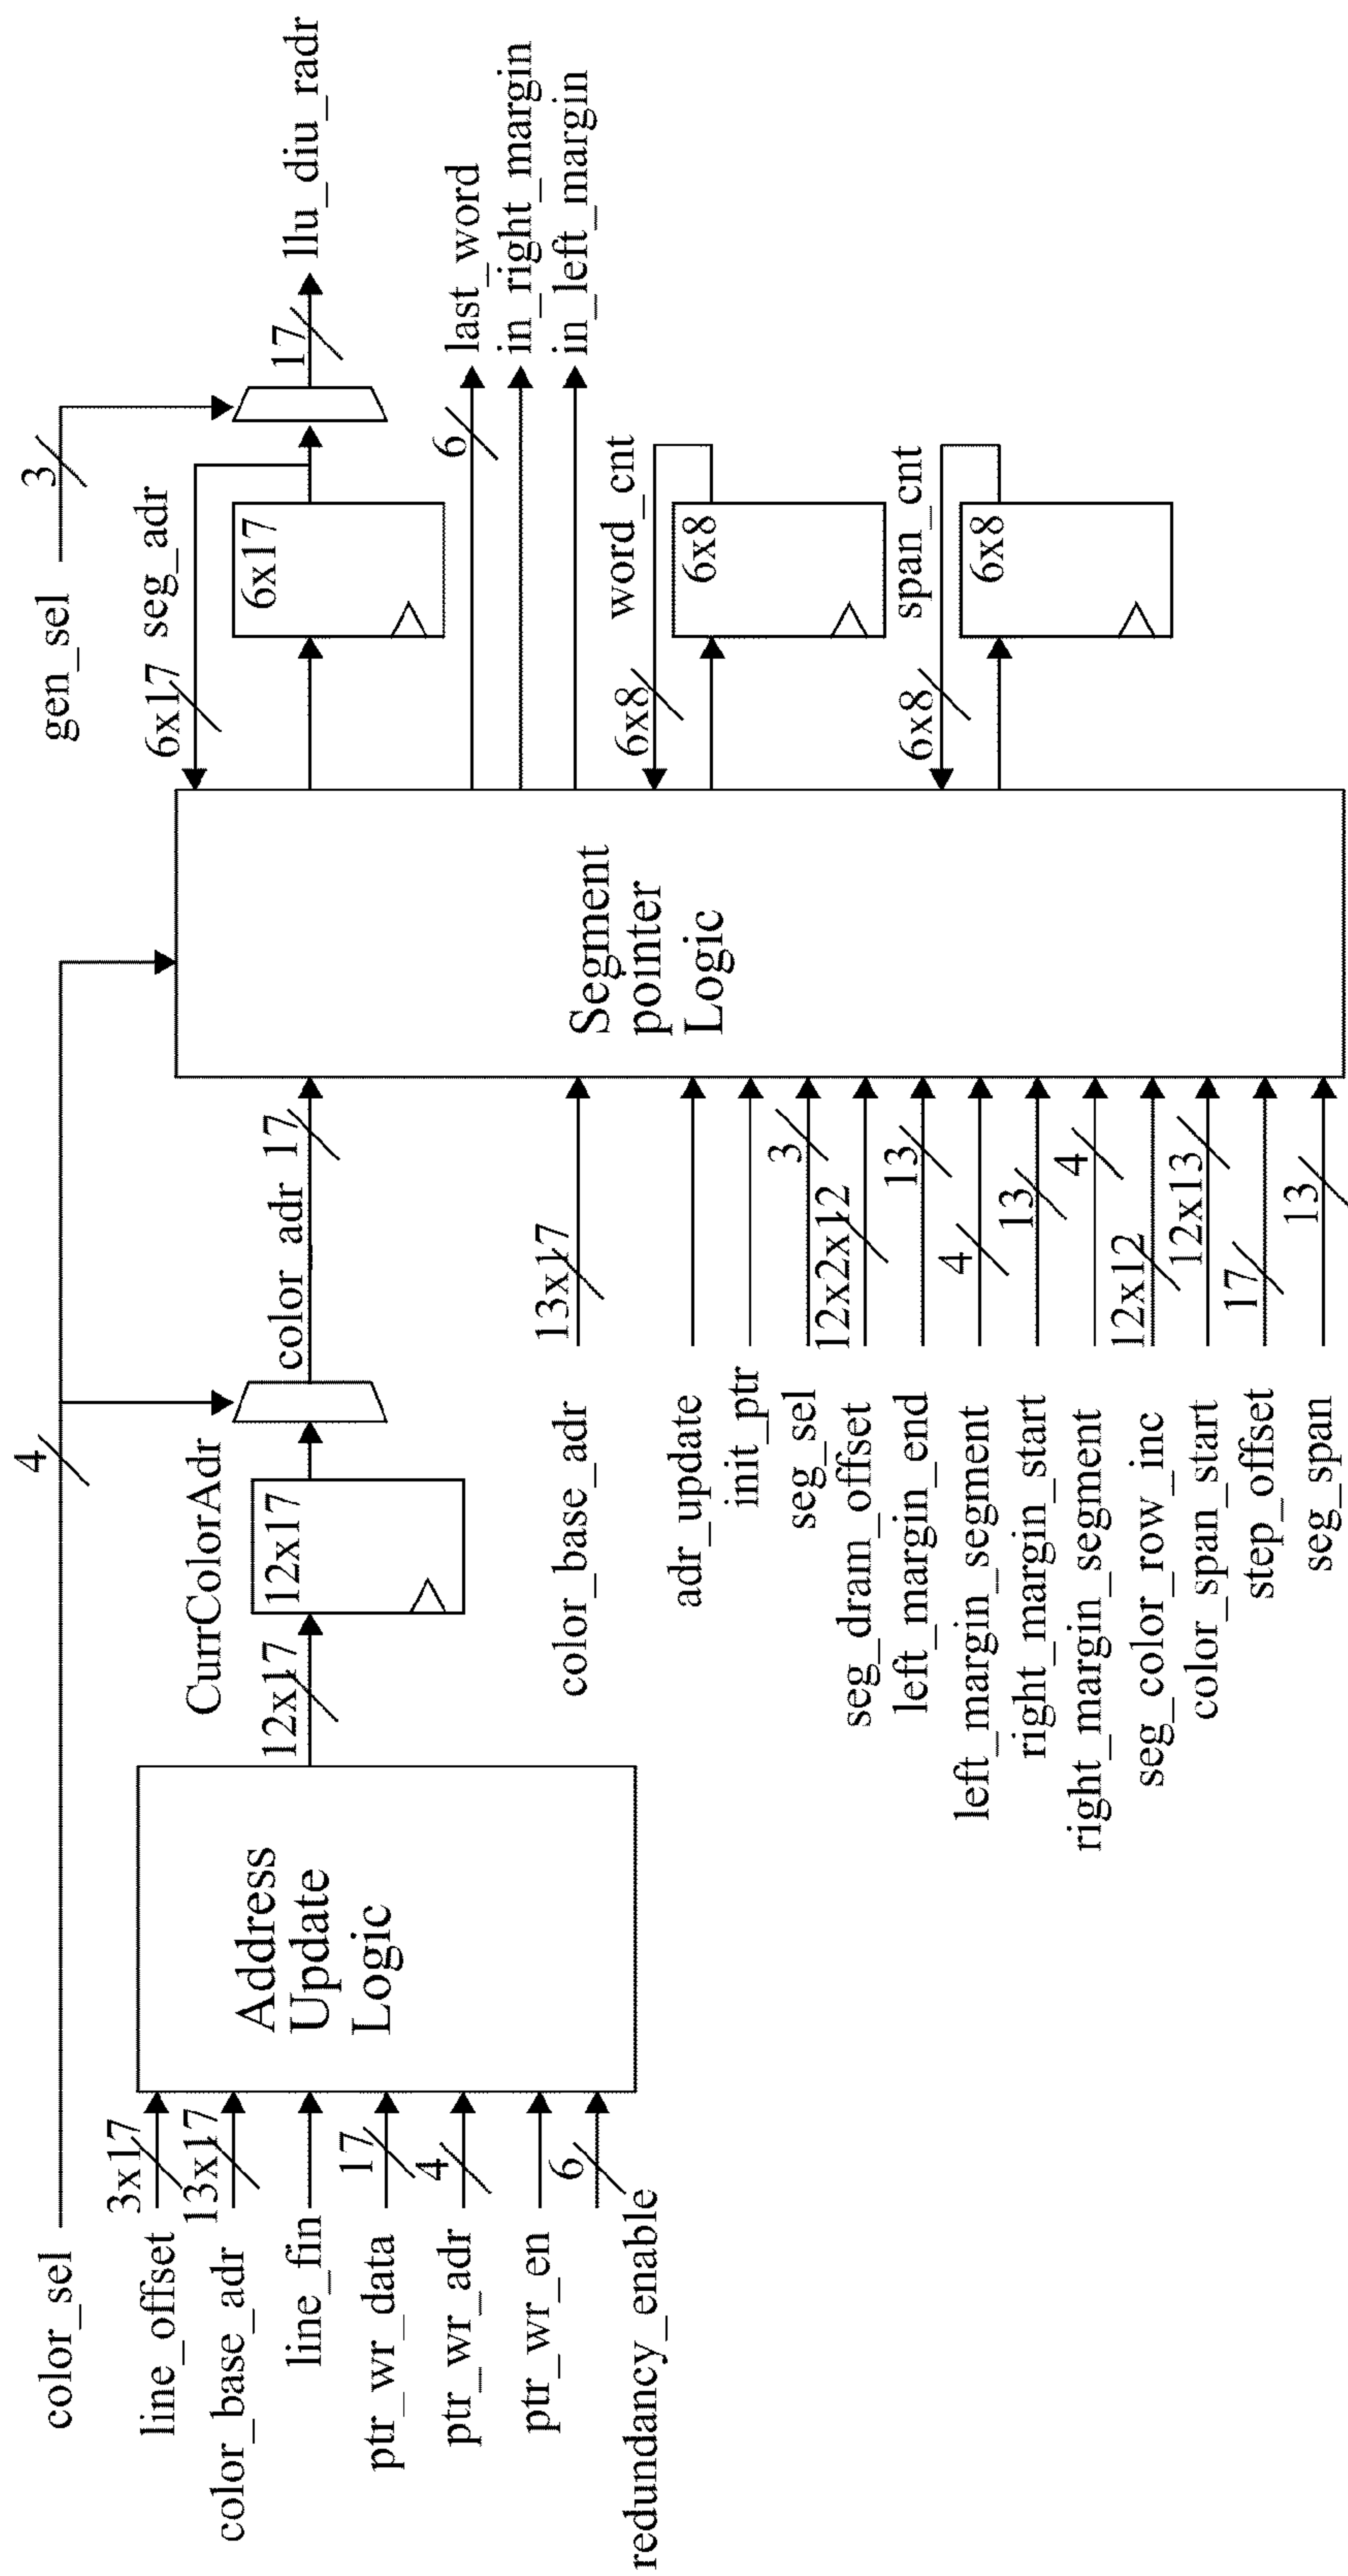 color_sel
4
line_offset
3x17
color_base_adr
13x17
line_fin
ptr_wr_data
17
ptr_wr_adr
4
ptr_wr_en
redundancy_enable
6
Address
Update
Logic
12x17
CurrColorAdr
12x17
color_adr
17
color_base_adr
13x17
adr_update
init_ptr
seg_sel
3
seg_dram_offset
12x2x12
left_margin_end
13
left_margin_segment
4
right_margin_start
13
right_margin_segment
4
seg_color_row_inc
12x12
color_span_start
12x13
step_offset
17
seg_span
13
Segment
pointer
Logic
gen_sel
3
6x17 seg_adr
6x17
17
llu_diu_radr
6
last_word
in_right_margin
in_left_margin
6x8
word_cnt
6x8
6x8
span_cnt
6x8